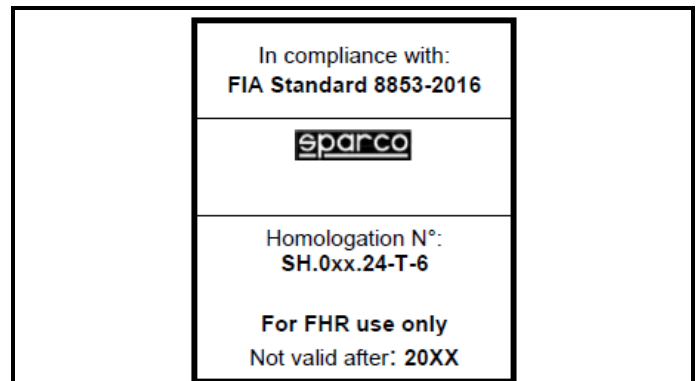 In compliance with:
FIA Standard 8853-2016
sparco
Homologation N°:
SH.0xx.24-T-6
For FHR use only
Not valid after: 20XX